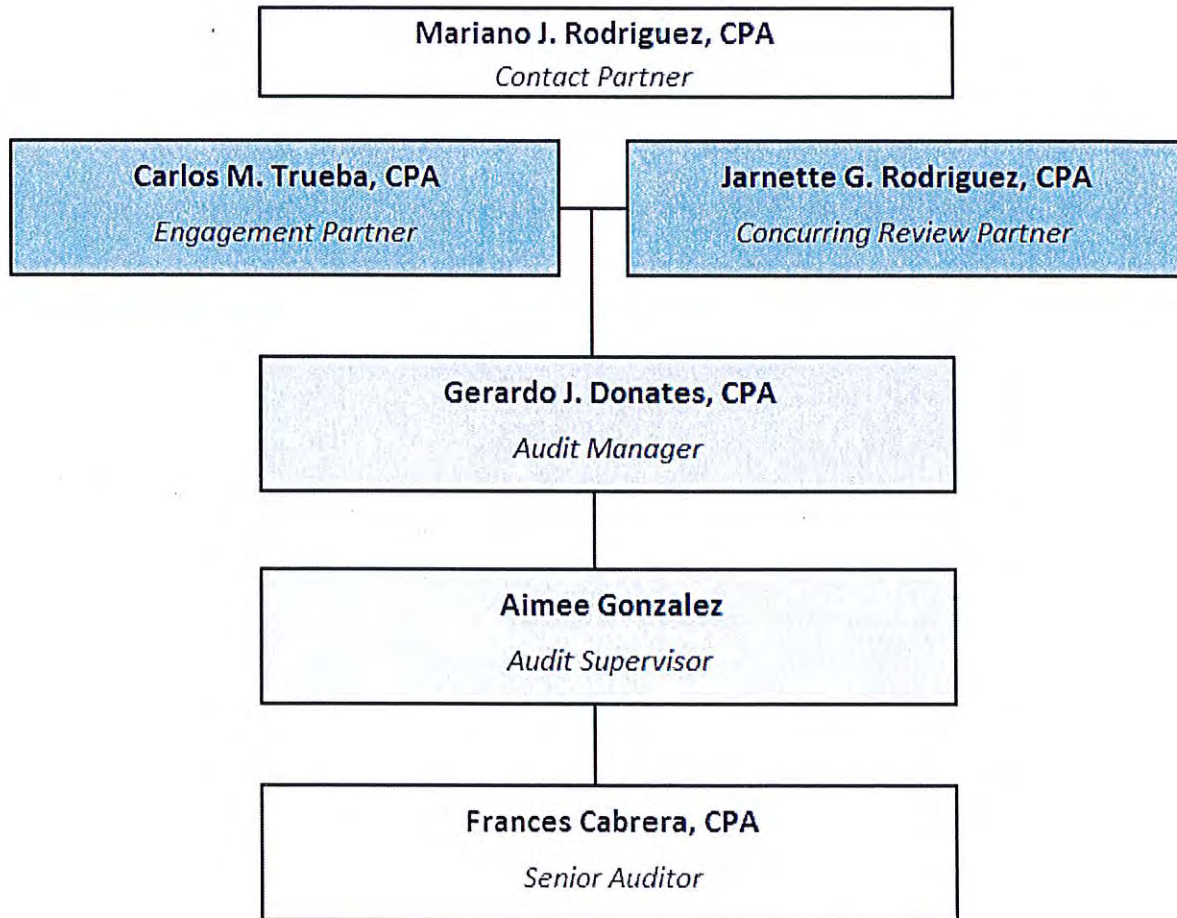 Mariano J. Rodriguez, CPA
Contact Partner
Carlos M. Trueba, CPA
Engagement Partner
Jarnette G. Rodriguez, CPA
Concurring Review Partner
Gerardo J. Donates, CPA
Audit Manager
Aimee Gonzalez
Audit Supervisor
Frances Cabrera, CPA
Senior Auditor